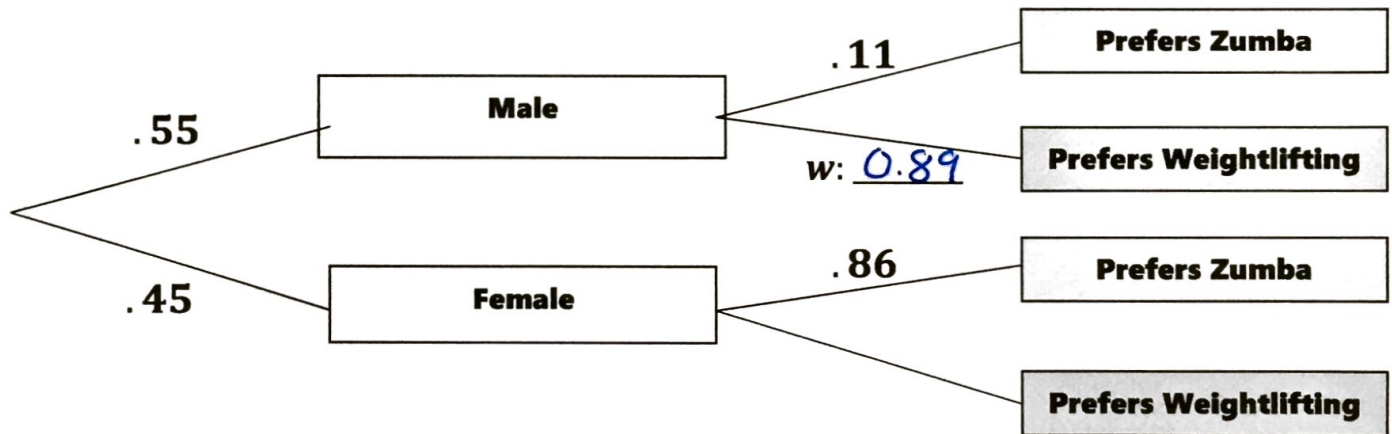 .11
Prefers Zumba
Male
.55
Prefers Weightlifting
w: 0.89
Prefers Zumba
.86
.45
Female
Prefers Weightlifting